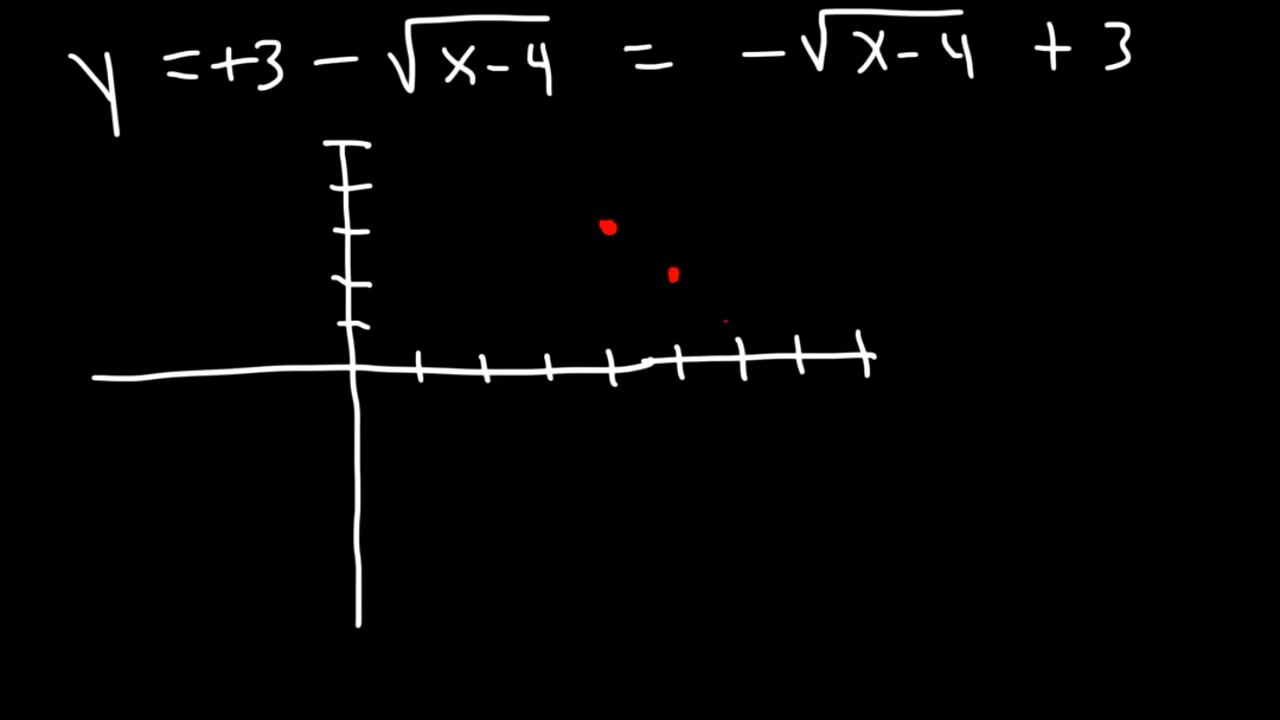 y = +3 - √(x-4) = -√(x-4) + 3